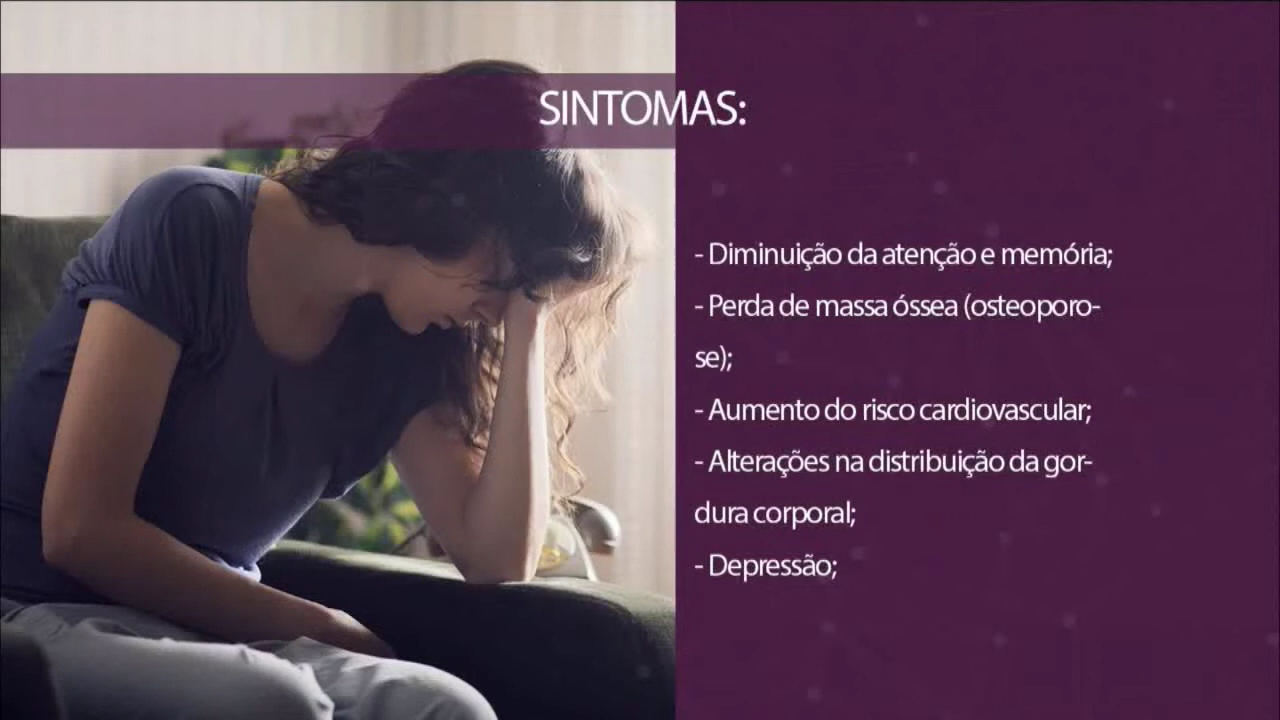 SINTOMAS:
- Diminuição da atenção e memória;
- Perda de massa óssea (osteoporo-
se);
- Aumento do risco cardiovascular;
- Alterações na distribuição da gor-
dura corporal;
- Depressão;